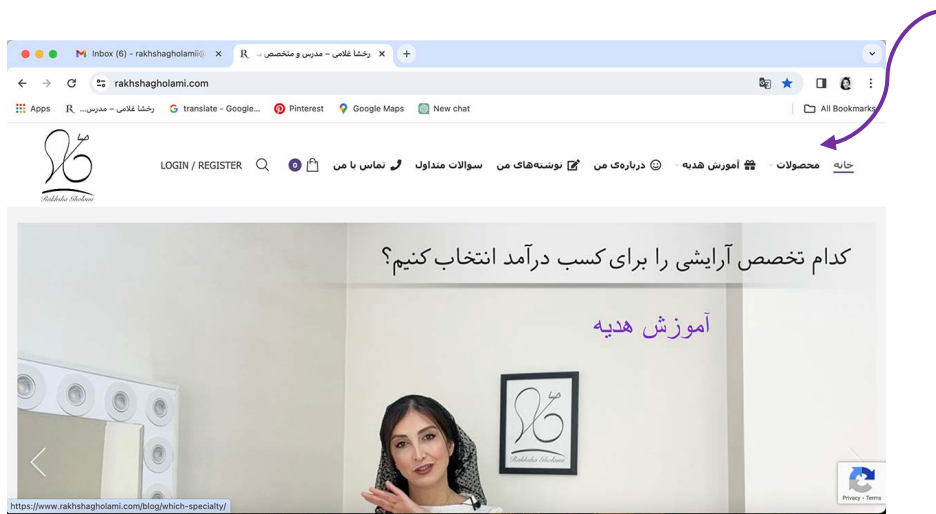 Inbox (6) - rakhshagholamii@
رخشا غلامی – مدرس و متخصص ...
rakhshagholami.com
Apps
رخشا غلامی – مدرس...
translate - Google...
Pinterest
Google Maps
New chat
All Bookmarks
خانه
محصولات
آموزش هدیه
درباره‌ی من
نوشته‌های من
سوالات متداول
تماس با من
0
LOGIN / REGISTER
رخشا
Rakhsha Gholami
کدام تخصص آرایشی را برای کسب درآمد انتخاب کنیم؟
آموزش هدیه
رخشا
Rakhsha Gholami
Privacy - Terms
https://www.rakhshagholami.com/blog/which-specialty/